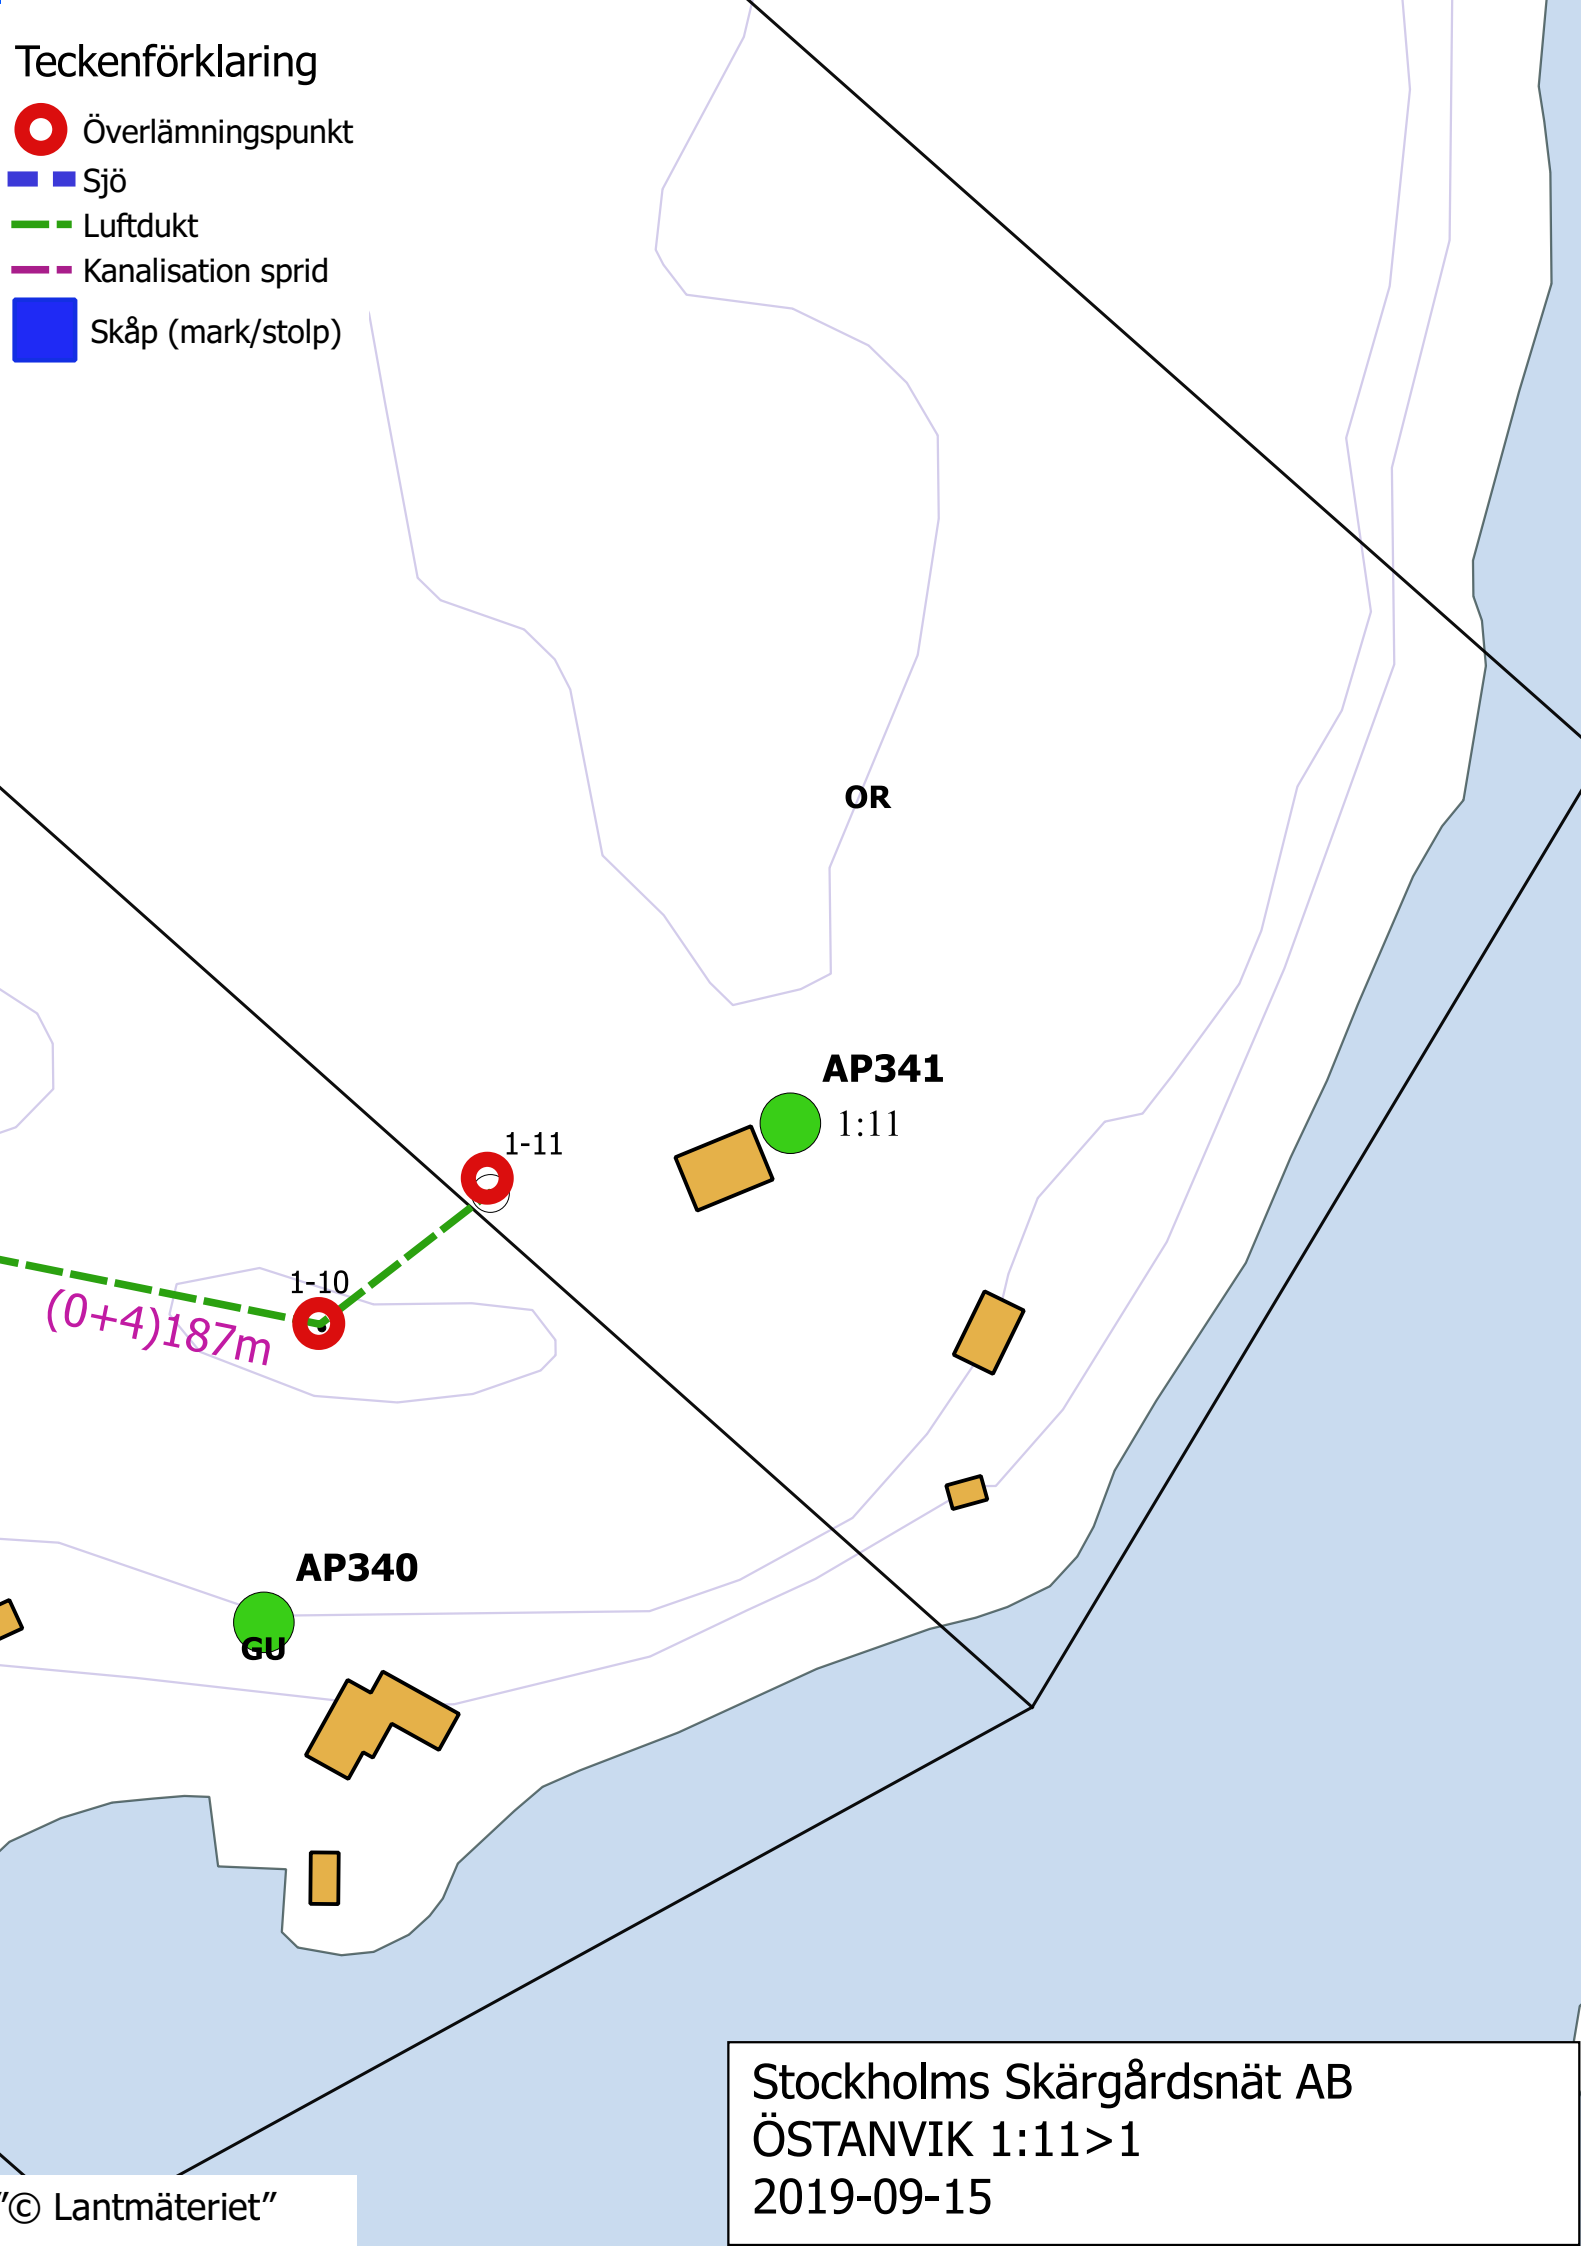 Teckenförklaring
Överlämningspunkt
Sjö
Luftdukt
Kanalisation sprid
Skåp (mark/stolp)
OR
AP341
1:11
1-11
1-10
(0+4)187m
AP340
GU
Stockholms Skärgårdsnät AB
ÖSTANVIK 1:11>1
2019-09-15
"© Lantmäteriet"